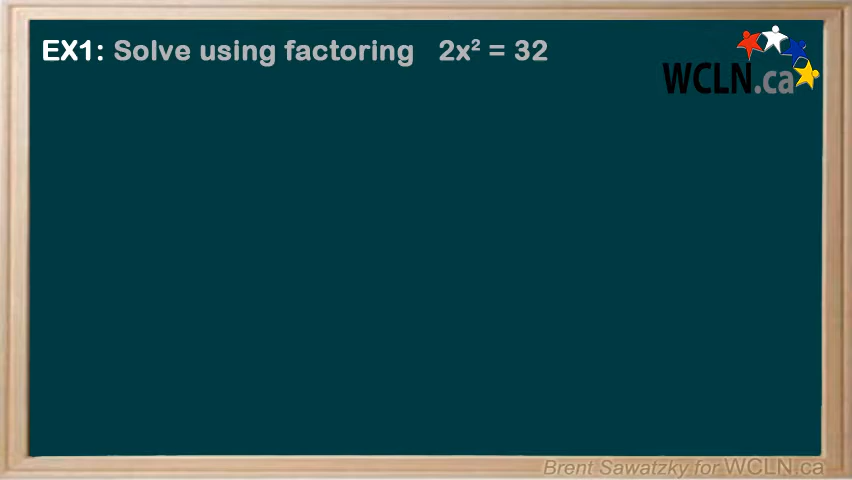 EX1: Solve using factoring 2x² = 32
WCLN.ca
Brent Sawatzky for WCLN.ca